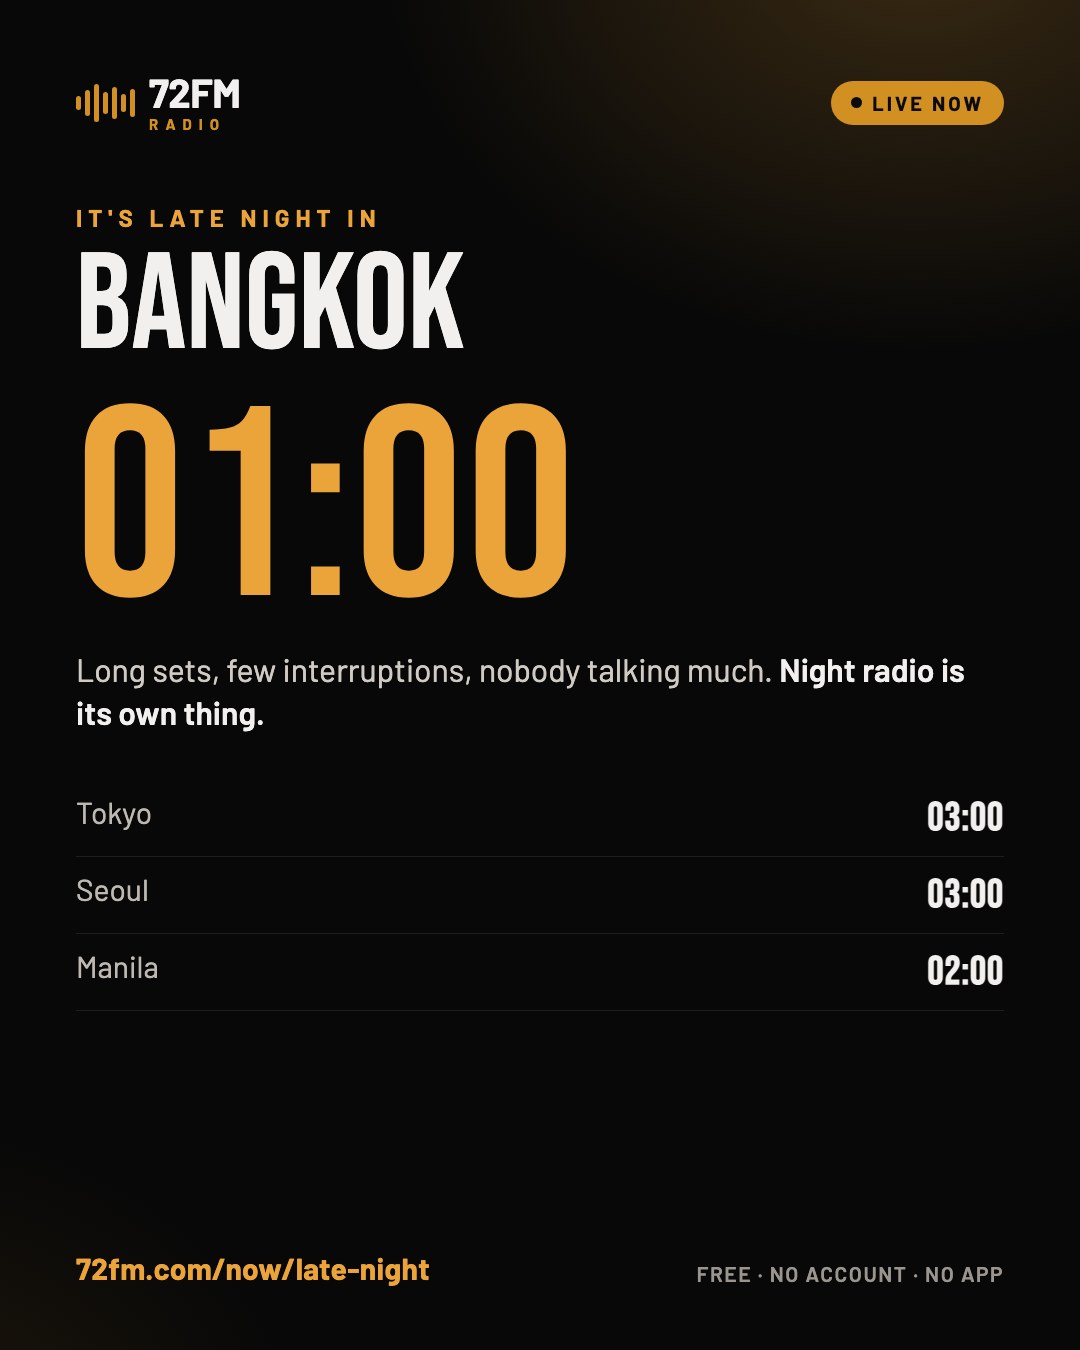 72FM
RADIO
LIVE NOW
IT'S LATE NIGHT IN
BANGKOK
01:00
Long sets, few interruptions, nobody talking much. Night radio is
its own thing.
Tokyo 03:00
Seoul 03:00
Manila 02:00
72fm.com/now/late-night
FREE · NO ACCOUNT · NO APP